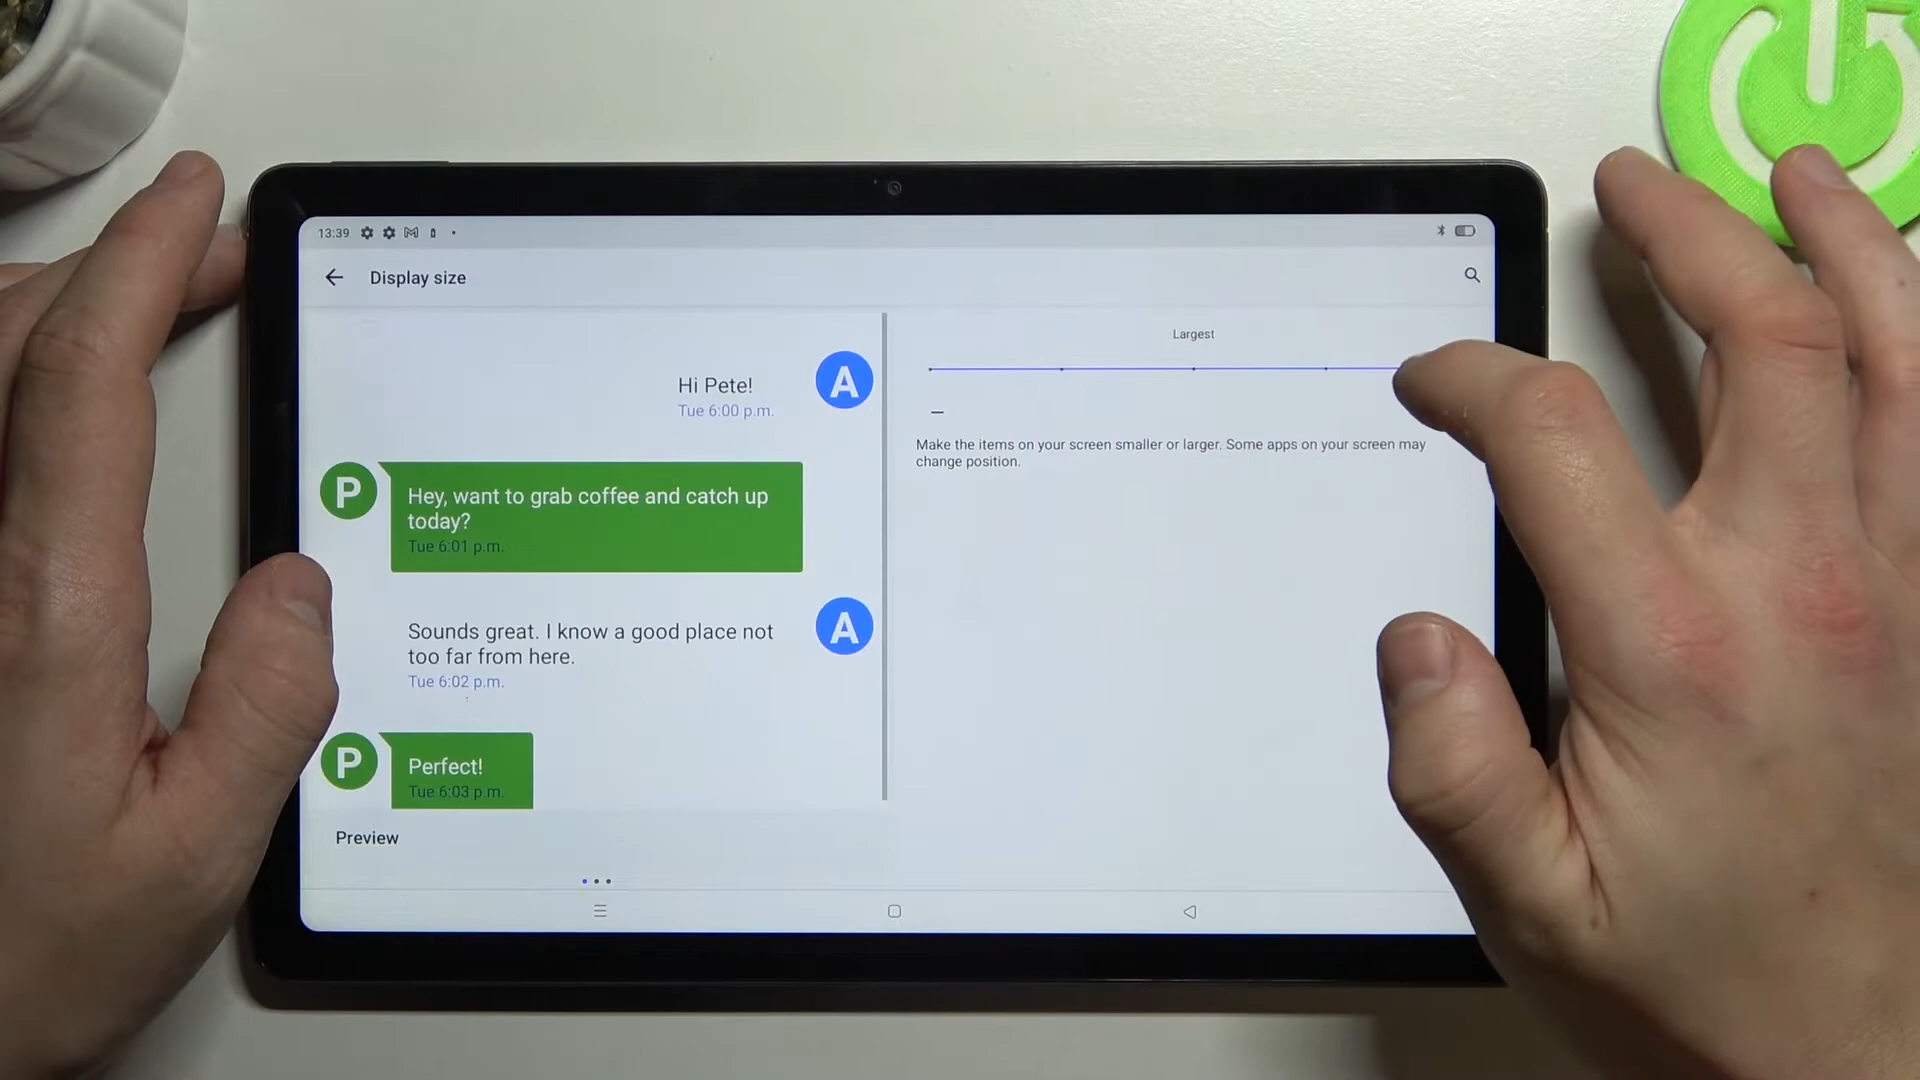 13:39
Display size
Hi Pete!
Tue 6:00 p.m.
A
P
Hey, want to grab coffee and catch up
today?
Tue 6:01 p.m.
Sounds great. I know a good place not
too far from here.
Tue 6:02 p.m.
A
P
Perfect!
Tue 6:03 p.m.
Preview
Largest
Make the items on your screen smaller or larger. Some apps on your screen may
change position.